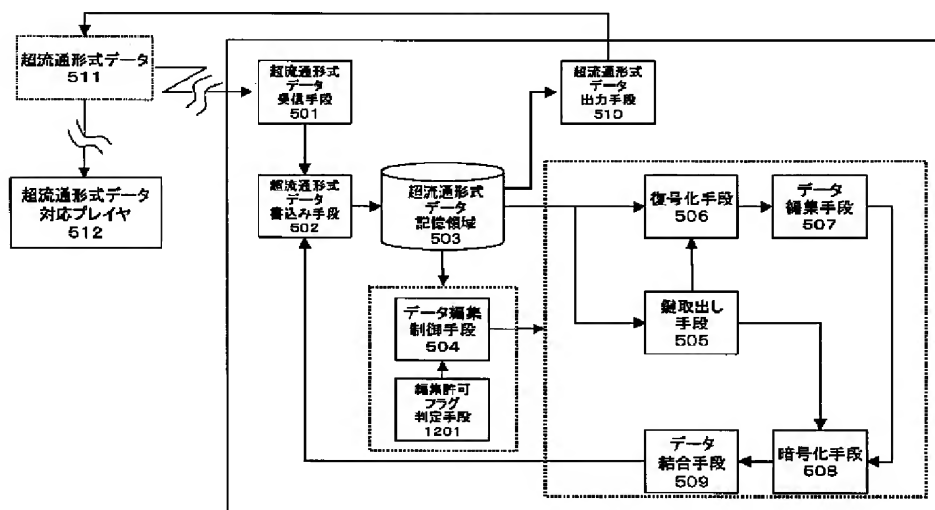 超流通形式データ
511
超流通形式データ
対応プレイヤ
512
超流通形式
データ
受信手段
501
超流通形式
データ
書込み手段
502
超流通形式
データ
記憶領域
503
超流通形式
データ
出力手段
510
データ編集
制御手段
504
編集許可
フラグ
判定手段
1201
復号化手段
506
データ
編集手段
507
鍵取出し
手段
505
データ
結合手段
509
暗号化手段
508